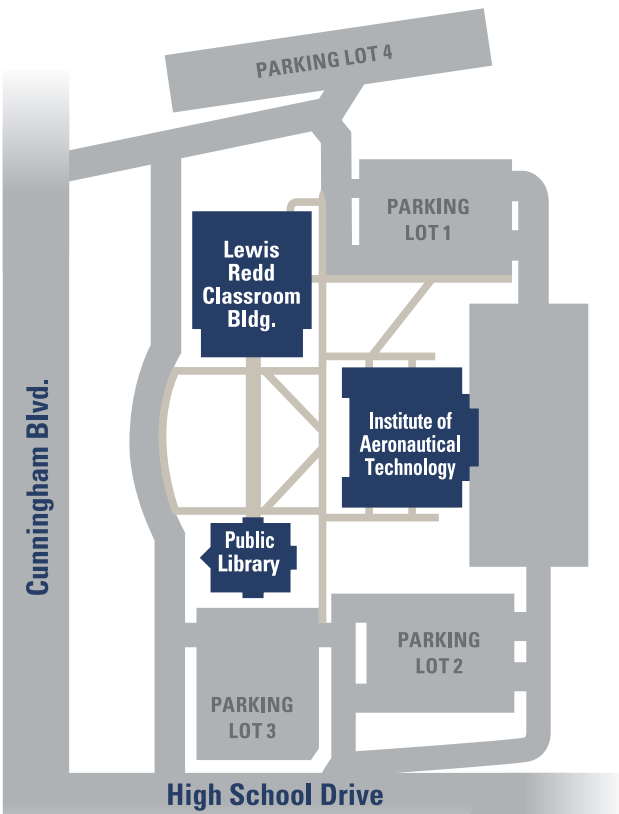 PARKING LOT 4
PARKING
LOT 1
Lewis
Redd
Classroom
Bldg.
Cunningham Blvd.
Institute of
Aeronautical
Technology
Public
Library
PARKING
LOT 2
PARKING
LOT 3
High School Drive